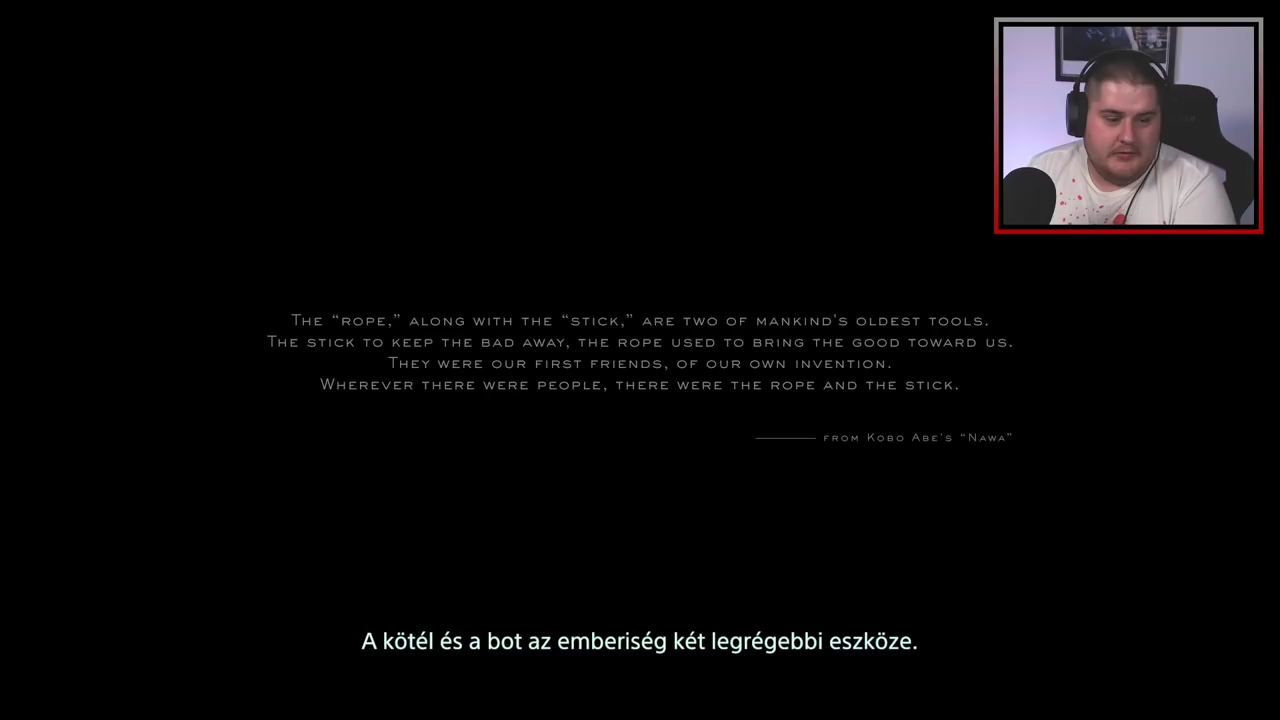 The “rope,” along with the “stick,” are two of mankind's oldest tools.
The stick to keep the bad away, the rope used to bring the good toward us.
They were our first friends, of our own invention.
Wherever there were people, there were the rope and the stick.
from Kobo Abe's “Nawa”
A kötél és a bot az emberiség két legrégebbi eszköze.